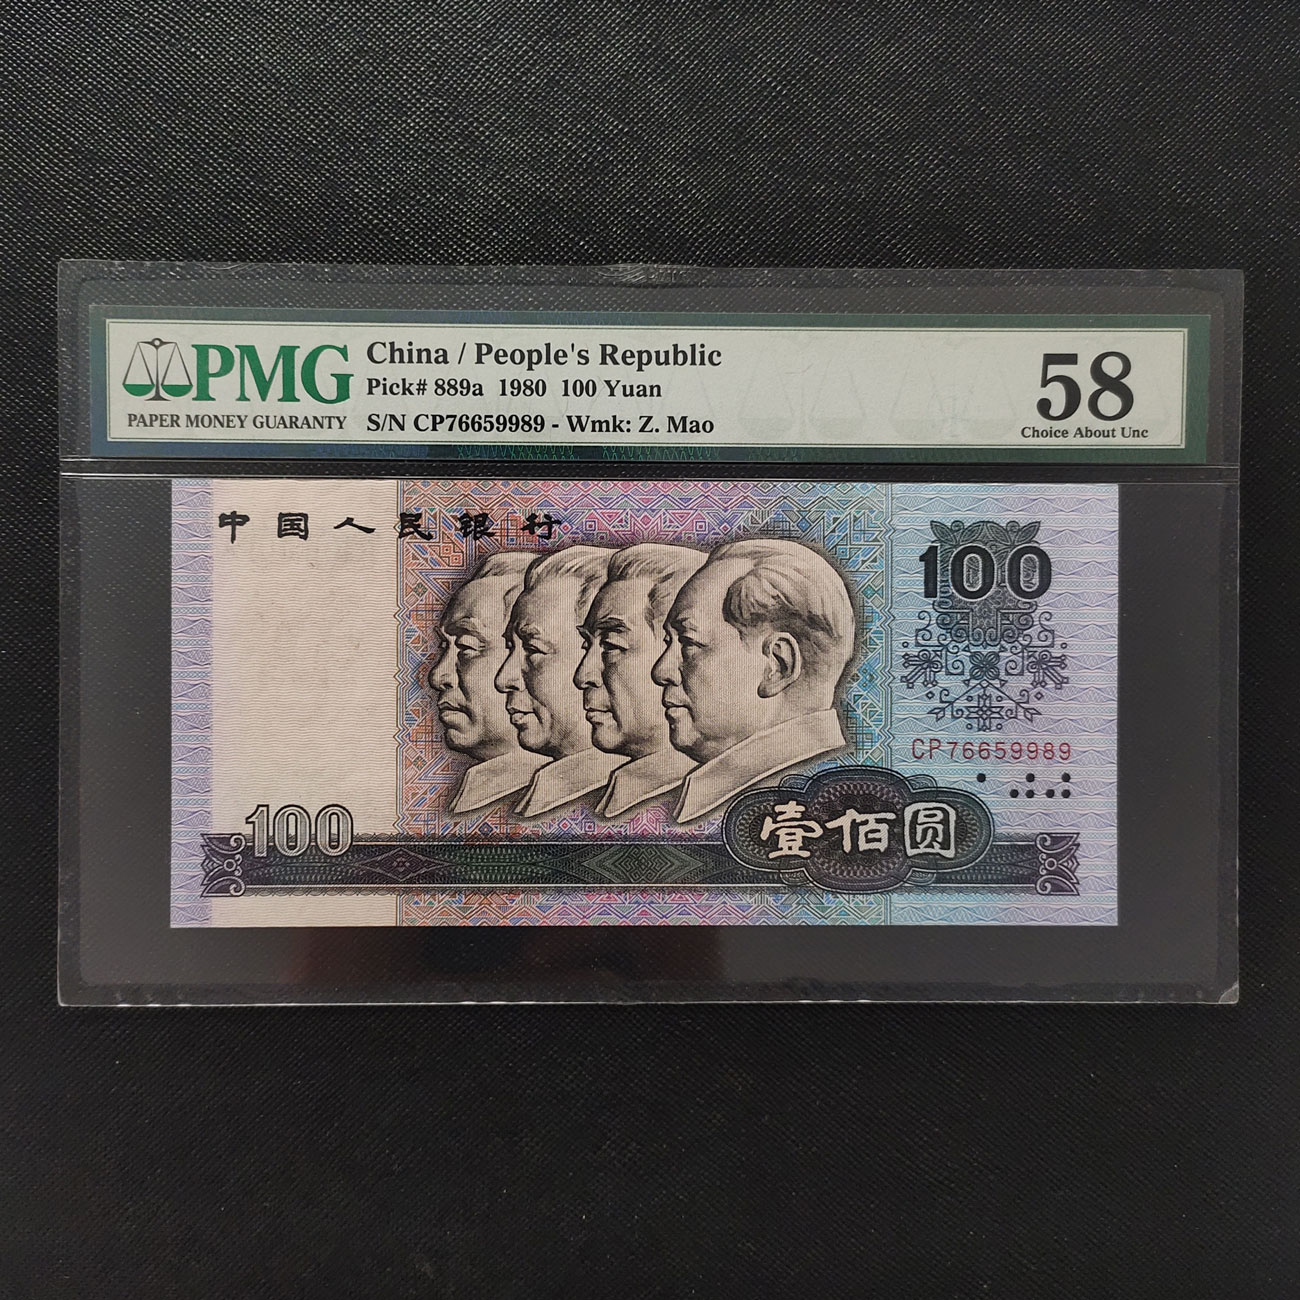 PMG
PAPER MONEY GUARANTY
China / People's Republic
Pick# 889a 1980 100 Yuan
S/N CP76659989 - Wmk: Z. Mao
58
Choice About Unc
中国人民银行
100
CP76659989
100
壹佰圆